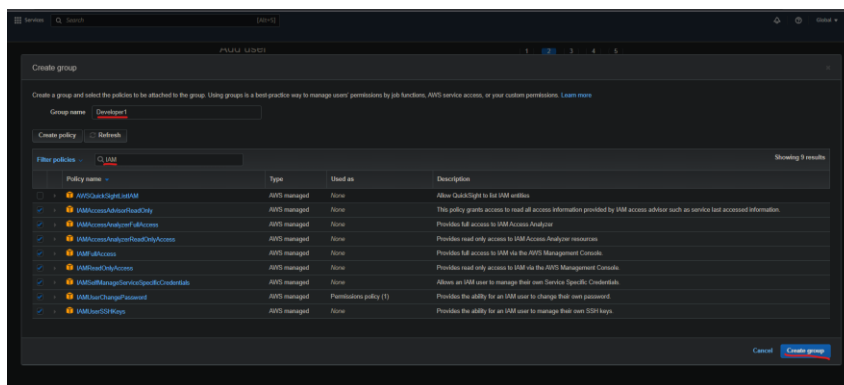 Services Search [Alt+S] Global
Add user 1 2 3 4 5
Create group
Create a group and select the policies to be attached to the group. Using groups is a best-practice way to manage users' permissions by job functions, AWS service access, or your custom permissions. Learn more
Group name Developer1
Create policy Refresh
Filter policies IAM Showing 9 results
Policy name Type Used as Description
AWSQuickSightListIAM AWS managed None Allow QuickSight to list IAM entities
IAMAccessAdvisorReadOnly AWS managed None This policy grants access to read all access information provided by IAM access advisor such as service last accessed information.
IAMAccessAnalyzerFullAccess AWS managed None Provides full access to IAM Access Analyzer
IAMAccessAnalyzerReadOnlyAccess AWS managed None Provides read only access to IAM Access Analyzer resources
IAMFullAccess AWS managed None Provides full access to IAM via the AWS Management Console.
IAMReadOnlyAccess AWS managed None Provides read only access to IAM via the AWS Management Console.
IAMSelfManageServiceSpecificCredentials AWS managed None Allows an IAM user to manage their own Service Specific Credentials
IAMUserChangePassword AWS managed Permissions policy (1) Provides the ability for an IAM user to change their own password.
IAMUserSSHKeys AWS managed None Provides the ability for an IAM user to manage their own SSH keys.
Cancel Create group